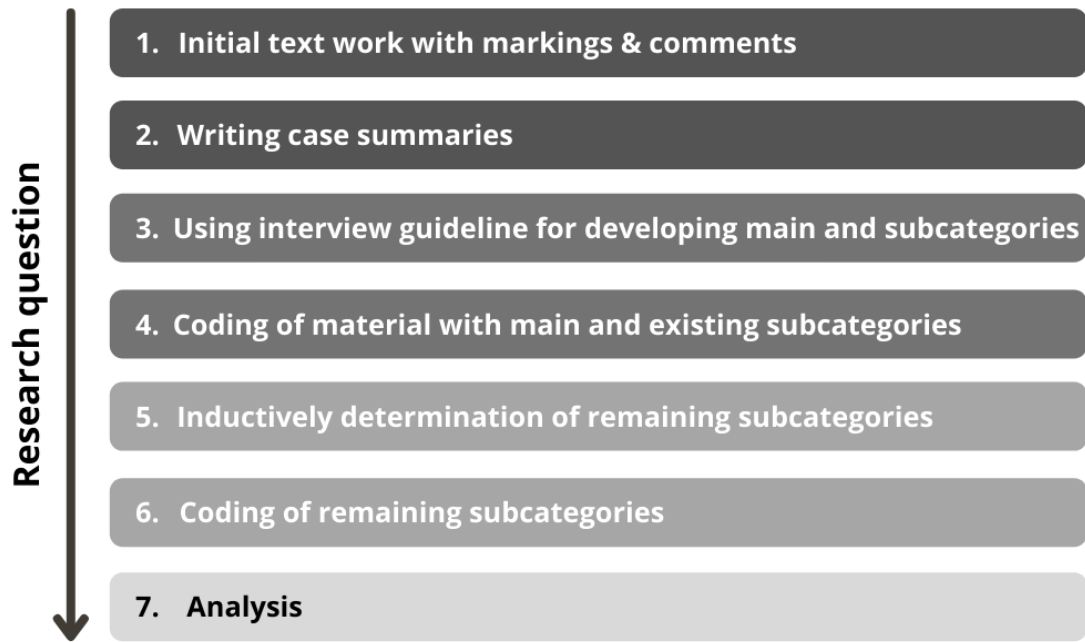 Research question
1. Initial text work with markings & comments
2. Writing case summaries
3. Using interview guideline for developing main and subcategories
4. Coding of material with main and existing subcategories
5. Inductively determination of remaining subcategories
6. Coding of remaining subcategories
7. Analysis